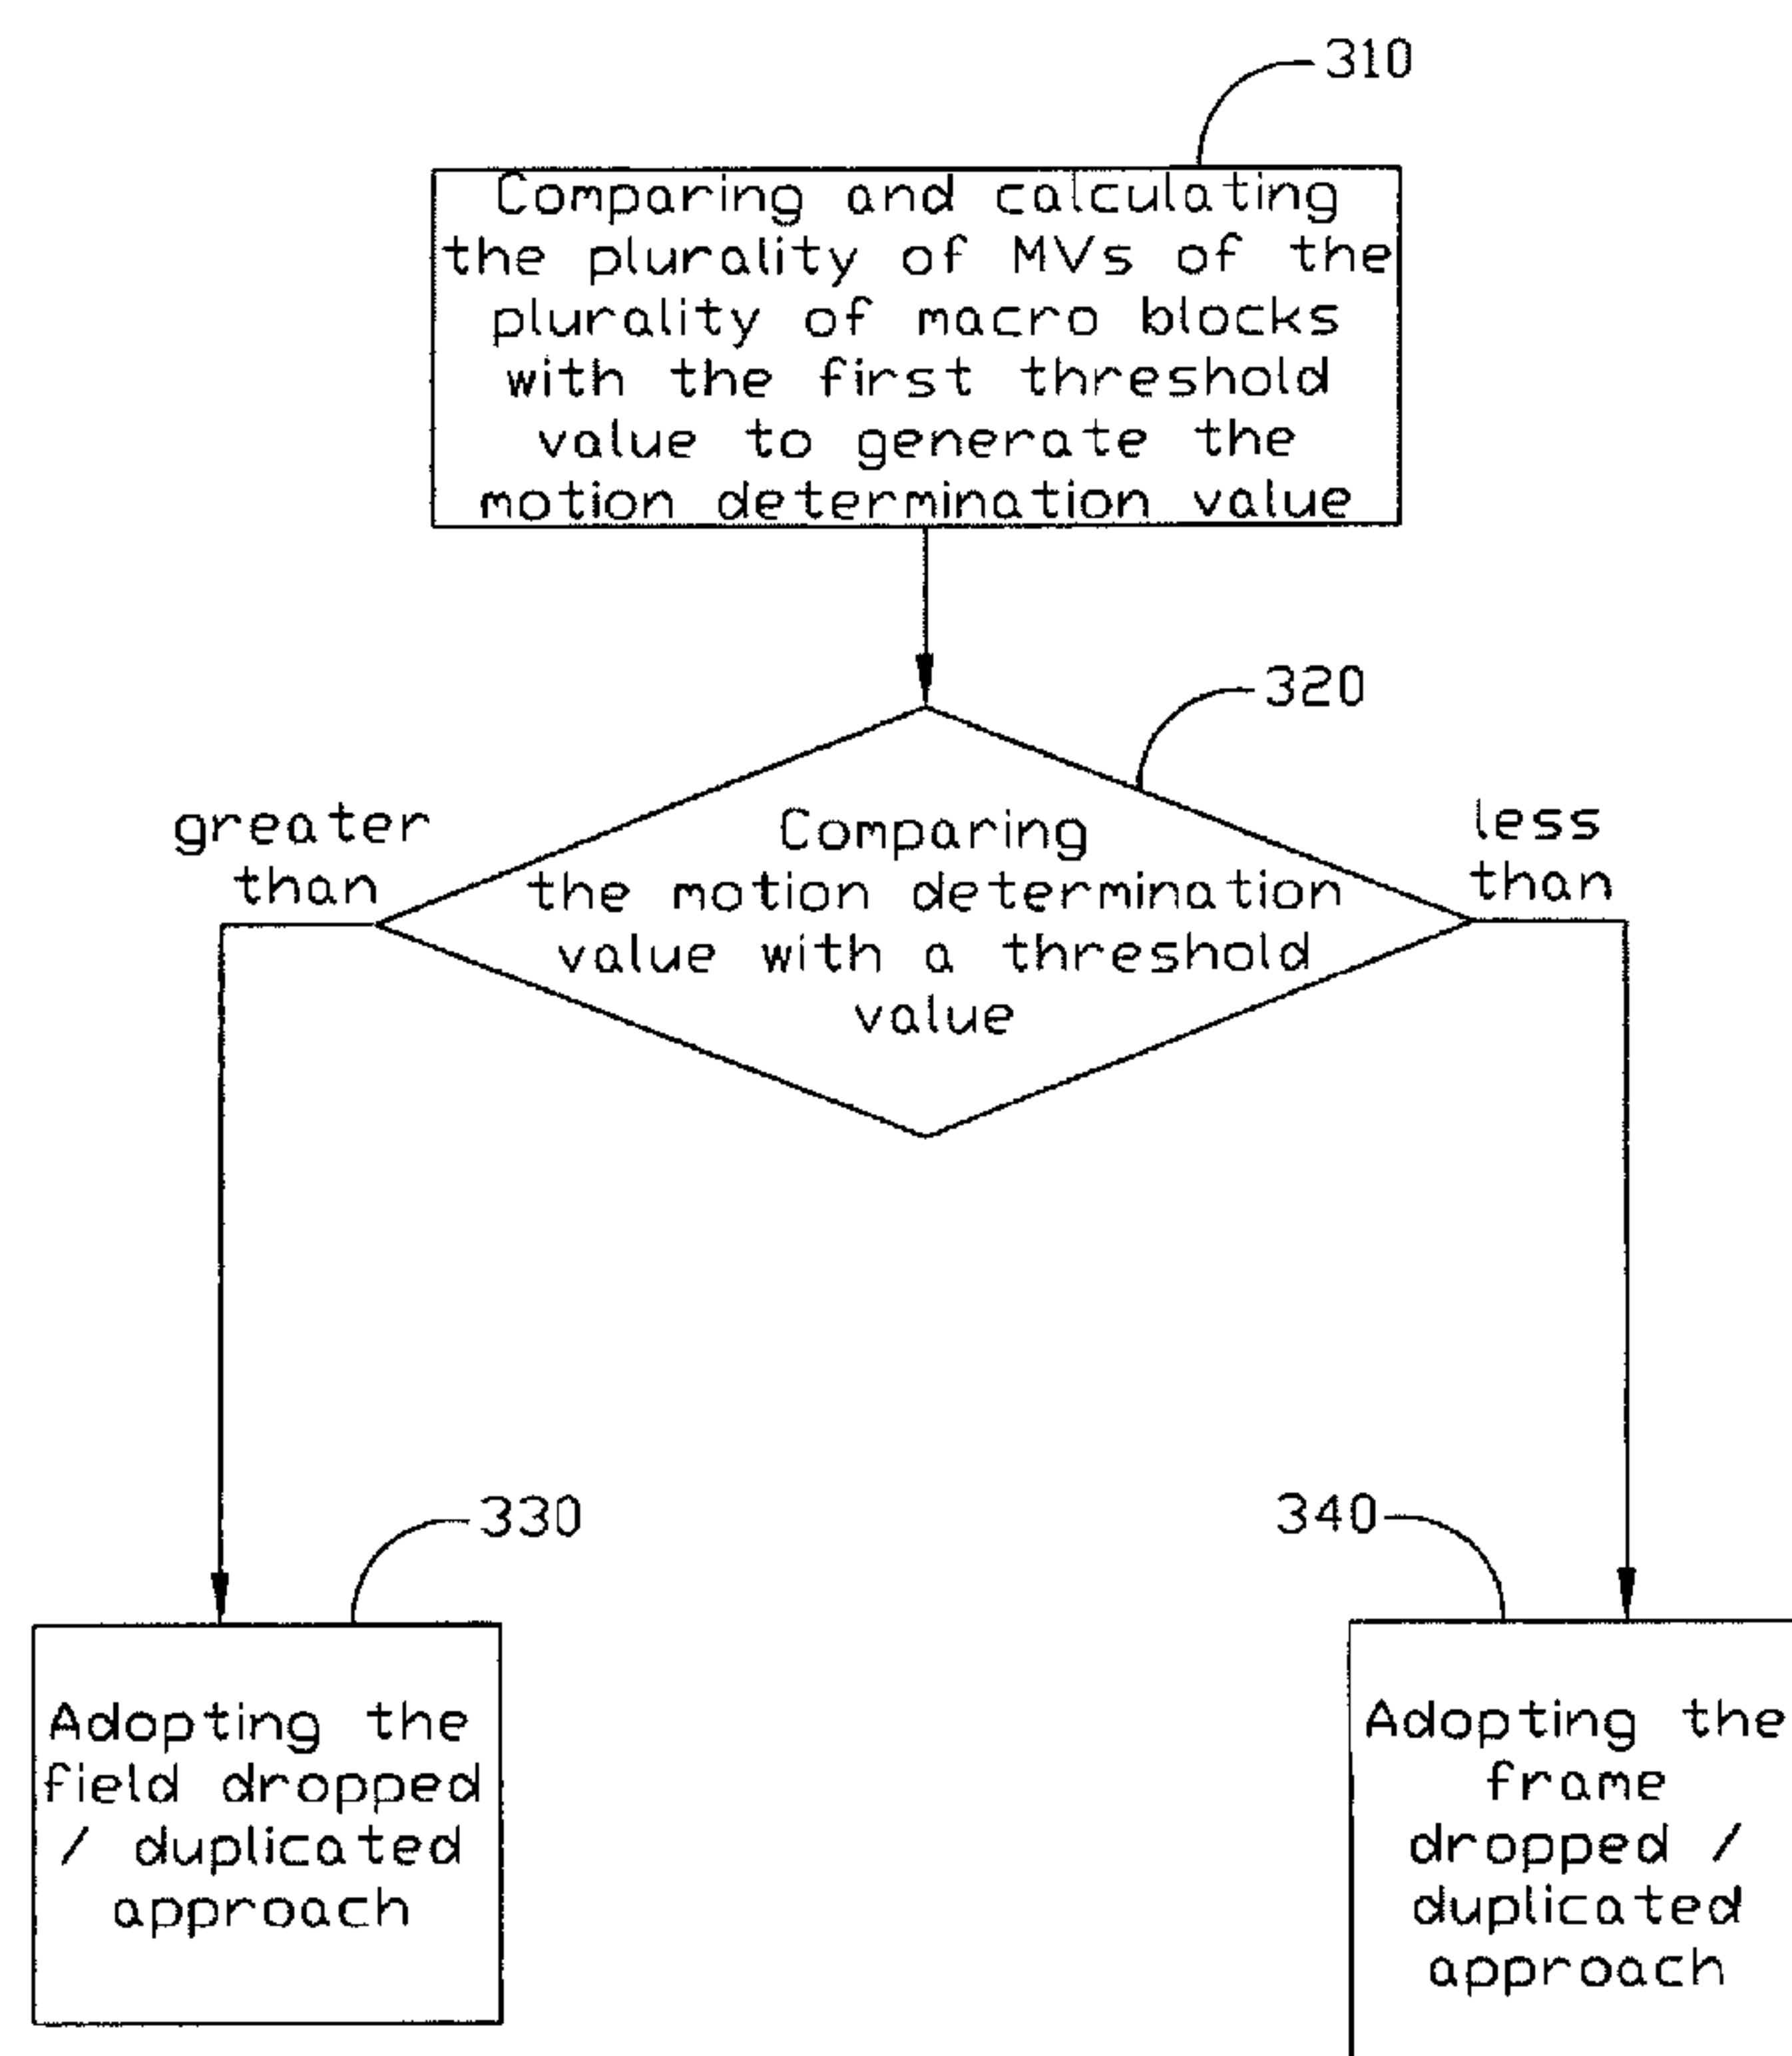 310
Comparing and calculating
the plurality of MVs of the
plurality of macro blocks
with the first threshold
value to generate the
motion determination value
320
greater
than
Comparing
the motion determination
value with a threshold
value
less
than
330
Adopting the
field dropped
/ duplicated
approach
340
Adopting the
frame
dropped /
duplicated
approach